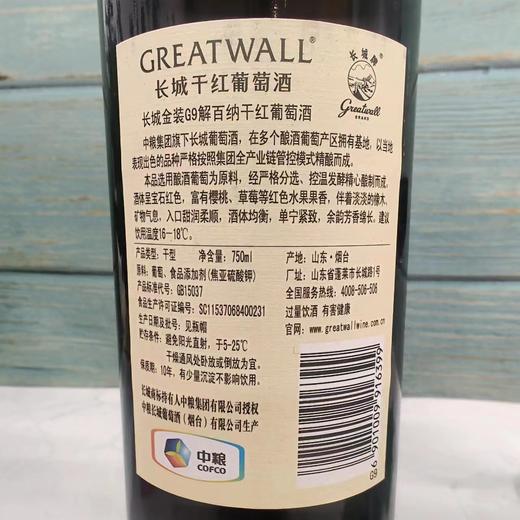 GREATWALL®
长城干红葡萄酒
长城牌
Greatwall
BRAND
长城金装G9解百纳干红葡萄酒
中粮集团旗下长城葡萄酒，在多个酿酒葡萄产区拥有基地，以当地
表现出色的品种严格按照集团全产业链管控模式精酿而成。
本品选用酿酒葡萄为原料，经严格分选、控温发酵精心酿制而成。
酒体呈宝石红色，富有樱桃、草莓等红色水果果香，伴着淡淡的橡木、
矿物气息，入口甜润柔顺，酒体均衡，单宁紧致，余韵芳香绵长。建议
饮用温度16-18℃。
产品类型：干型 净含量：750ml
原料：葡萄、食品添加剂(焦亚硫酸钾)
产品标准代号：GB15037
食品生产许可证编号：SC11537068400231
生产日期及批号：见瓶帽
贮存条件：避免阳光直射，于5-25℃
干燥通风处卧放或倒放为宜。
保质期：10年，有少量沉淀不影响饮用。
产地：山东·烟台
厂址：山东省蓬莱市长城路1号
全国服务热线：4008-506-506
过量饮酒 有害健康
官网：www.greatwallwine.com.cn
长城商标持有人中粮集团有限公司授权
中粮长城葡萄酒（烟台）有限公司生产
中粮
COFCO
6901009916399